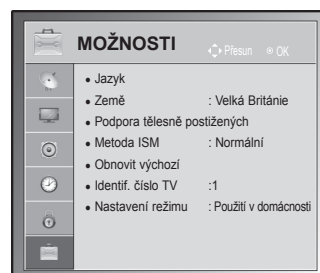 MOŽNOSTI
Přesun OK
• Jazyk
• Země : Velká Británie
• Podpora tělesně postižených
• Metoda ISM : Normální
• Obnovit výchozí
• Identif. číslo TV :1
• Nastavení režimu : Použití v domácnosti